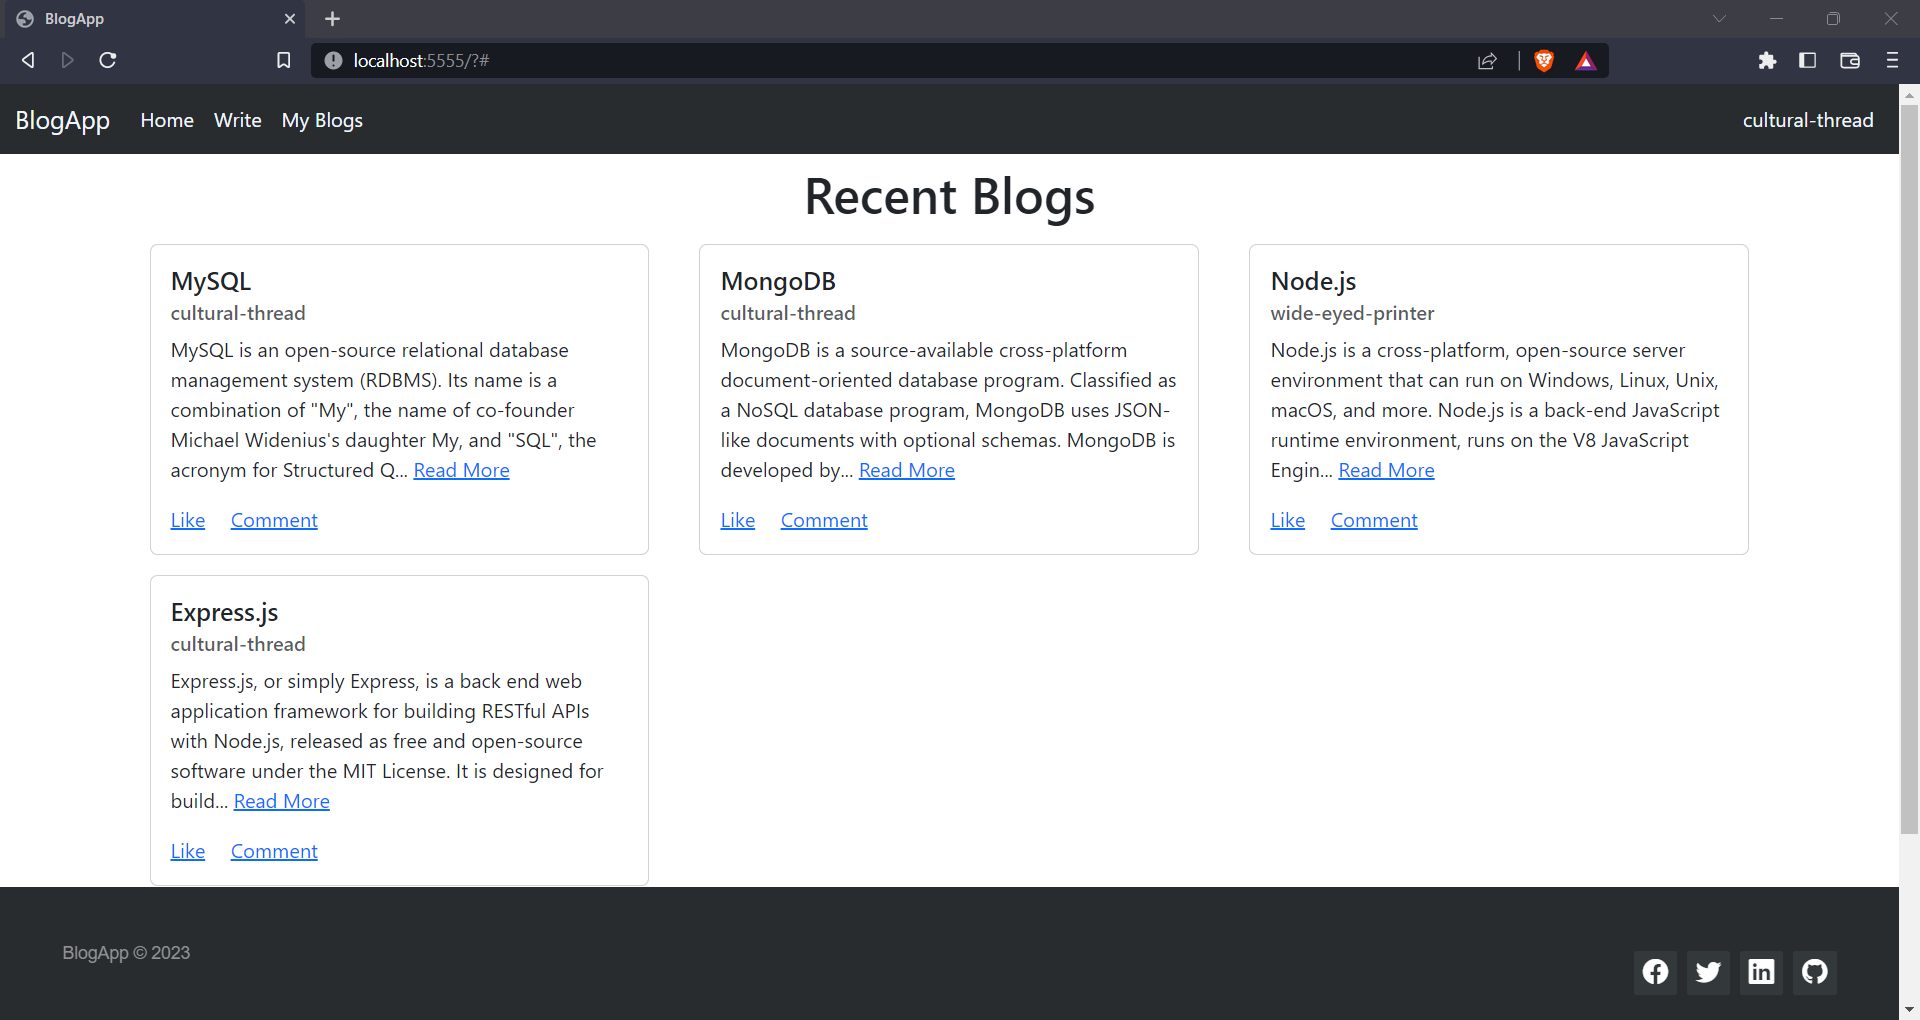 BlogApp
localhost:5555/?#
BlogApp Home Write My Blogs cultural-thread
Recent Blogs
MySQL
cultural-thread
MySQL is an open-source relational database
management system (RDBMS). Its name is a
combination of "My", the name of co-founder
Michael Widenius's daughter My, and "SQL", the
acronym for Structured Q... Read More
Like Comment
MongoDB
cultural-thread
MongoDB is a source-available cross-platform
document-oriented database program. Classified as
a NoSQL database program, MongoDB uses JSON-
like documents with optional schemas. MongoDB is
developed by... Read More
Like Comment
Node.js
wide-eyed-printer
Node.js is a cross-platform, open-source server
environment that can run on Windows, Linux, Unix,
macOS, and more. Node.js is a back-end JavaScript
runtime environment, runs on the V8 JavaScript
Engin... Read More
Like Comment
Express.js
cultural-thread
Express.js, or simply Express, is a back end web
application framework for building RESTful APIs
with Node.js, released as free and open-source
software under the MIT License. It is designed for
build... Read More
Like Comment
BlogApp © 2023